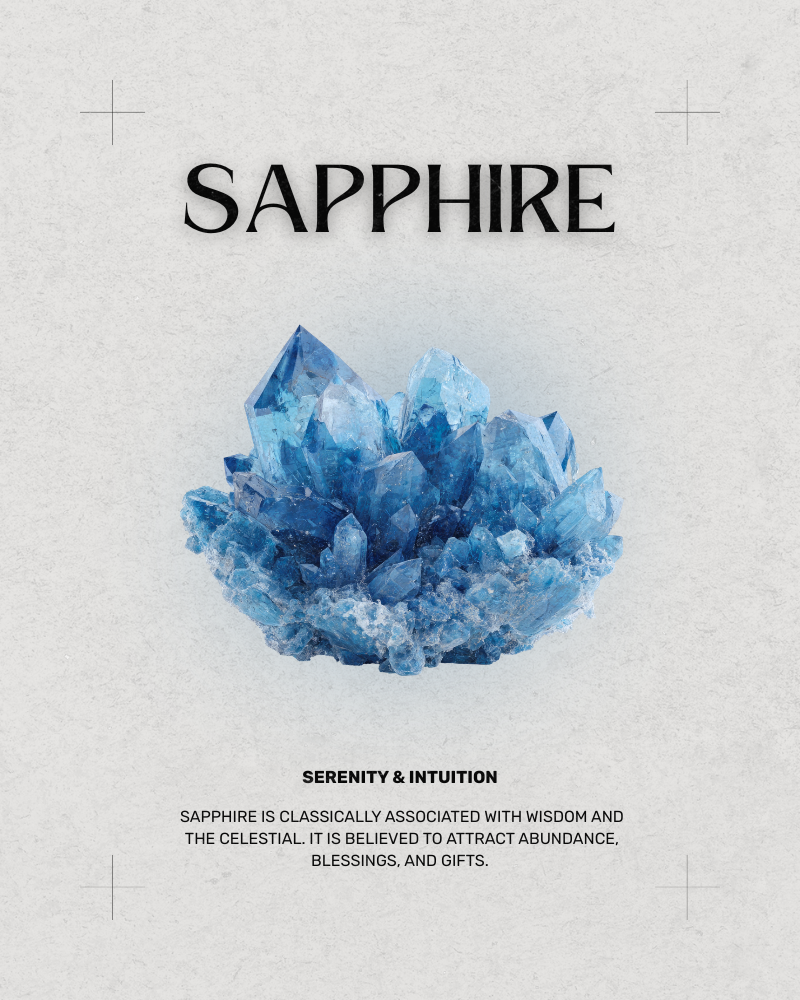 SAPPHIRE
SERENITY & INTUITION
SAPPHIRE IS CLASSICALLY ASSOCIATED WITH WISDOM AND
THE CELESTIAL. IT IS BELIEVED TO ATTRACT ABUNDANCE,
BLESSINGS, AND GIFTS.